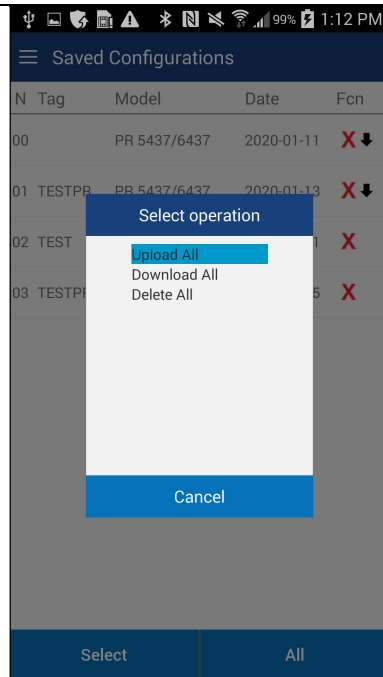 99% 1:12 PM
Saved Configurations
N Tag Model Date Fcn
00 PR 5437/6437 2020-01-11 X
01 TESTPR PR 5437/6437 2020-01-13 X
Select operation
02 TEST 1 X
Upload All
Download All
Delete All
03 TESTPR 5 X
Cancel
Select All